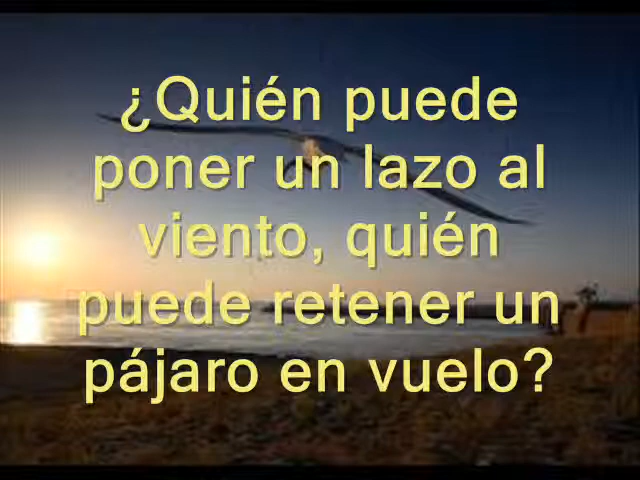 ¿Quién puede
poner un lazo al
viento, quién
puede retener un
pájaro en vuelo?